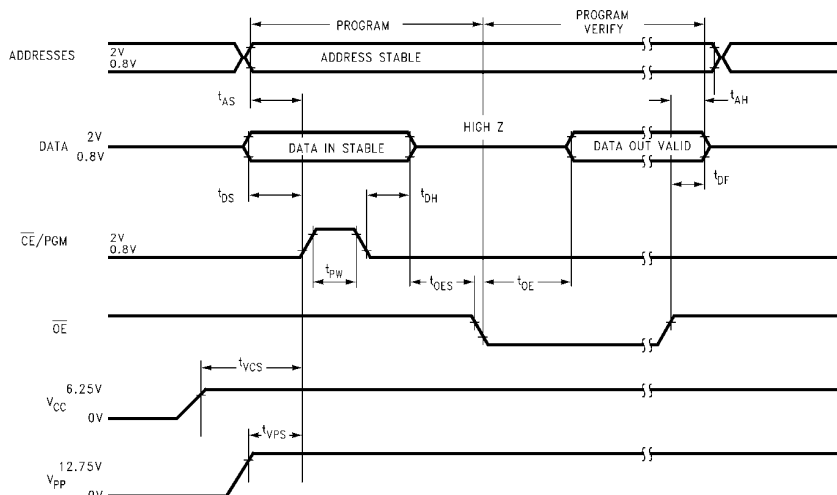 PROGRAM
PROGRAM
VERIFY
ADDRESSES
2V
0.8V
ADDRESS STABLE
tAS
tAH
HIGH Z
DATA
2V
0.8V
DATA IN STABLE
DATA OUT VALID
tDS
tDH
tDF
CE/PGM
2V
0.8V
tPW
tOES
tOE
OE
tVCS
6.25V
VCC
0V
tVPS
12.75V
VPP
0V